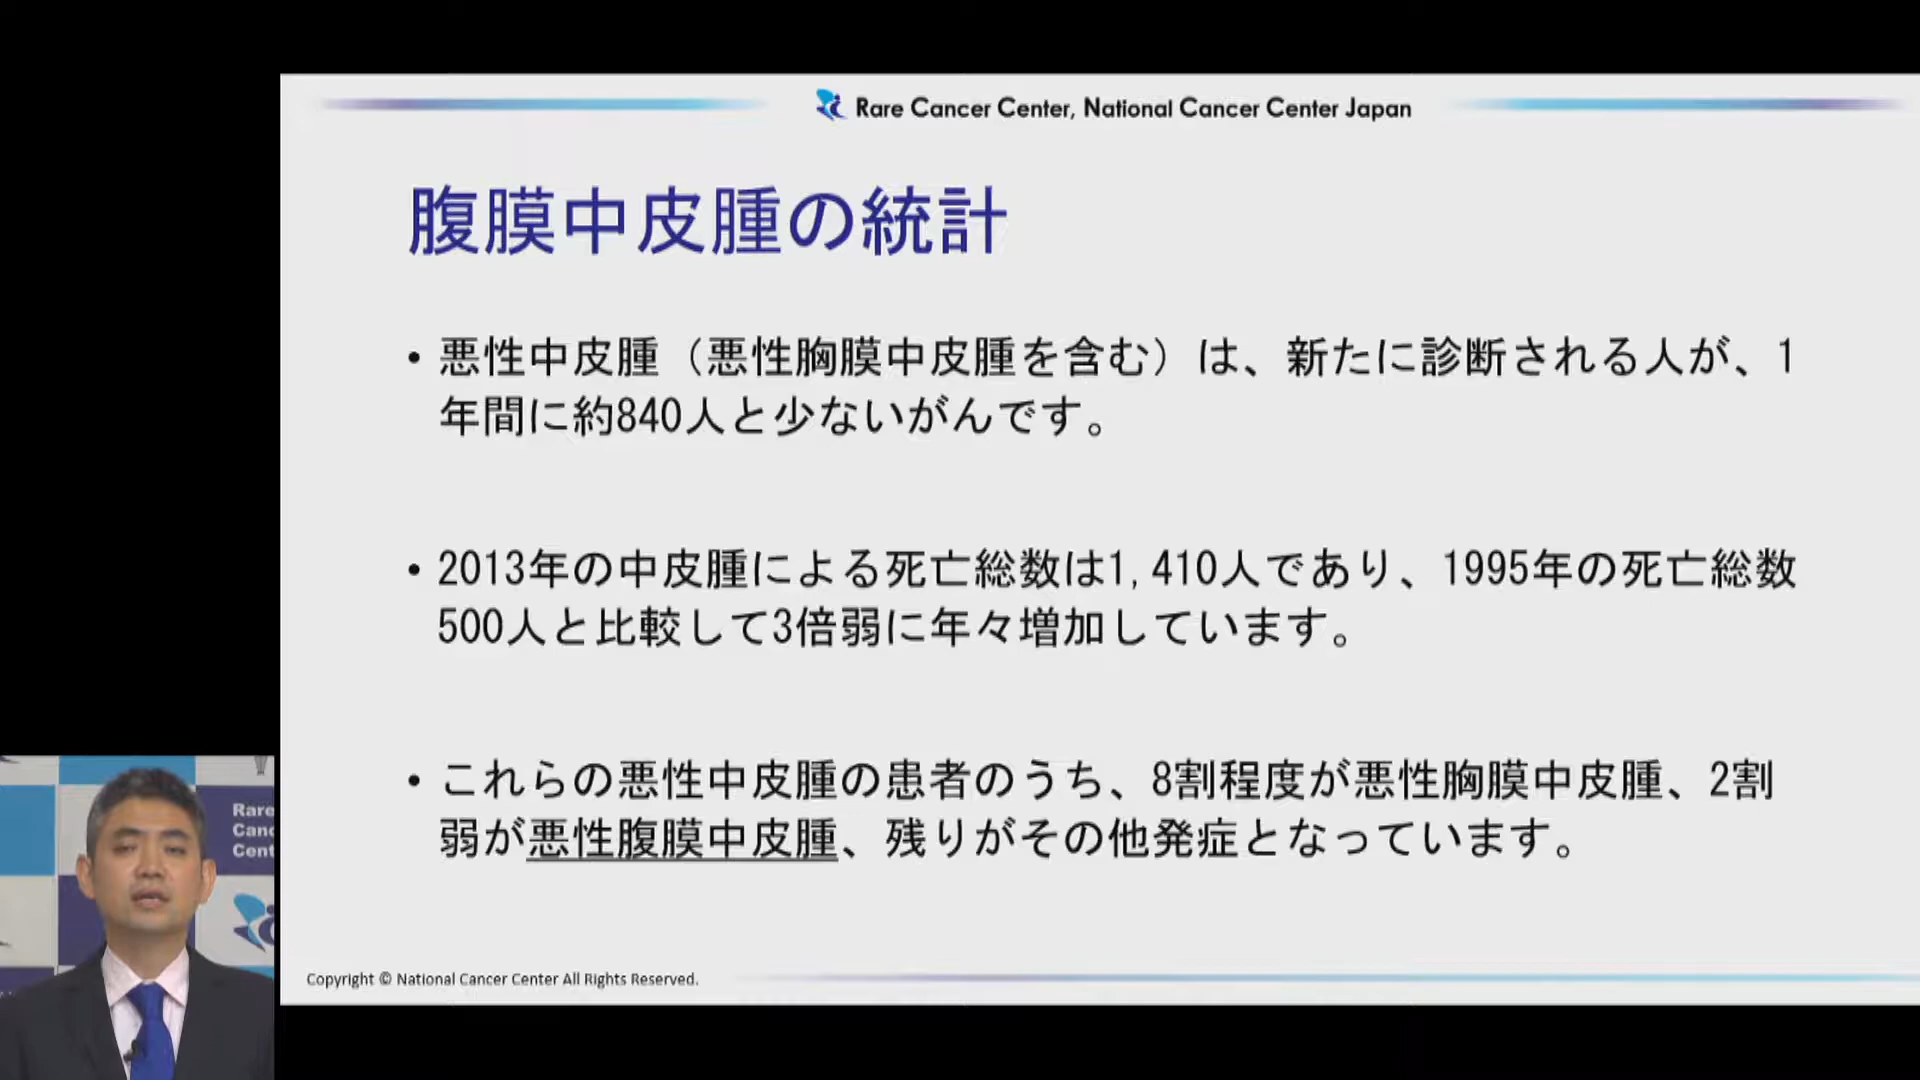 Rare Cancer Center, National Cancer Center Japan
腹膜中皮腫の統計
• 悪性中皮腫（悪性胸膜中皮腫を含む）は、新たに診断される人が、1
年間に約840人と少ないがんです。
• 2013年の中皮腫による死亡総数は1,410人であり、1995年の死亡総数
500人と比較して3倍弱に年々増加しています。
• これらの悪性中皮腫の患者のうち、8割程度が悪性胸膜中皮腫、2割
弱が悪性腹膜中皮腫、残りがその他発症となっています。
Rare
Canc
Cent
Copyright © National Cancer Center All Rights Reserved.